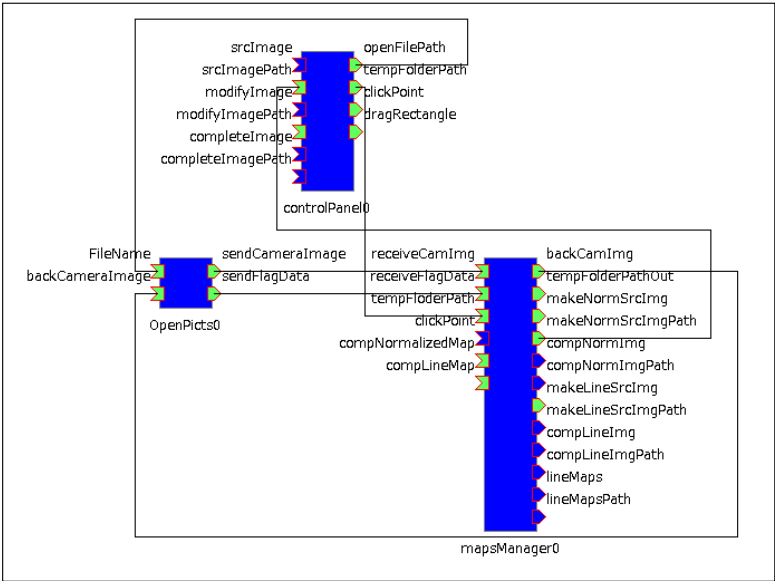 srcImage
srcImagePath
modifyImage
modifyImagePath
completeImage
completeImagePath
openFilePath
tempFolderPath
clickPoint
dragRectangle
controlPanel0
FileName
backCameraImage
sendCameraImage
sendFlagData
OpenPicts0
receiveCamImg
receiveFlagData
tempFloderPath
clickPoint
compNormalizedMap
compLineMap
backCamImg
tempFolderPathOut
makeNormSrcImg
makeNormSrcImgPath
compNormImg
compNormImgPath
makeLineSrcImg
makeLineSrcImgPath
compLineImg
compLineImgPath
lineMaps
lineMapsPath
mapsManager0